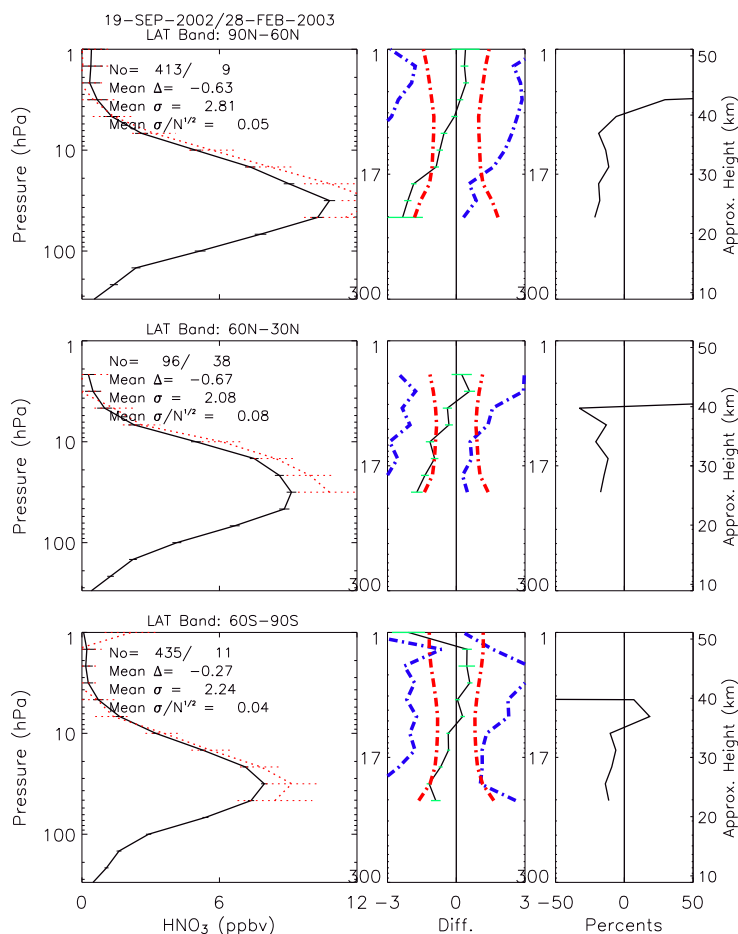 19-SEP-2002/28-FEB-2003
LAT Band: 90N-60N
No= 413/ 9
Mean Δ= -0.63
Mean σ = 2.81
Mean σ/N^1/2 = 0.05
Pressure (hPa)
1
10
100
1
17
300
50
40
30
20
10
Approx. Height (km)
LAT Band: 60N-30N
No= 96/ 38
Mean Δ= -0.67
Mean σ = 2.08
Mean σ/N^1/2 = 0.08
Pressure (hPa)
1
10
100
1
17
300
1
17
300
50
40
30
20
10
Approx. Height (km)
LAT Band: 60S-90S
No= 435/ 11
Mean Δ= -0.27
Mean σ = 2.24
Mean σ/N^1/2 = 0.04
Pressure (hPa)
1
10
100
1
17
300
1
17
300
50
40
30
20
10
Approx. Height (km)
0 3 6 9 12
HNO₃ (ppbv)
-3 0 3
Diff.
-50 0 50
Percents